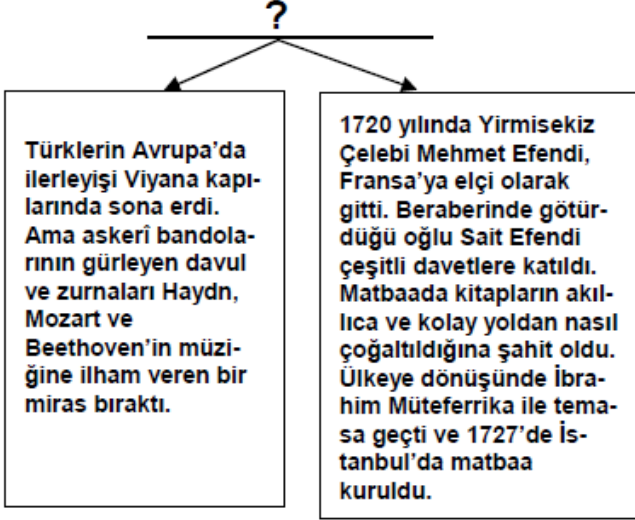 ?
Türklerin Avrupa’da
ilerleyişi Viyana kapı-
larında sona erdi.
Ama askerî bandola-
rının gürleyen davul
ve zurnaları Haydn,
Mozart ve
Beethoven’in müzi-
ğine ilham veren bir
miras bıraktı.
1720 yılında Yirmisekiz
Çelebi Mehmet Efendi,
Fransa’ya elçi olarak
gitti. Beraberinde götür-
düğü oğlu Sait Efendi
çeşitli davetlere katıldı.
Matbaada kitapların akıl-
lıca ve kolay yoldan nasıl
çoğaltıldığına şahit oldu.
Ülkeye dönüşünde İbra-
him Müteferrika ile tema-
sa geçti ve 1727’de İs-
tanbul’da matbaa
kuruldu.